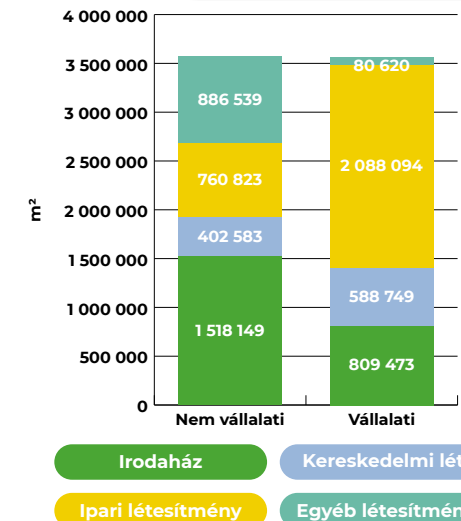 4 000 000
3 500 000
3 000 000
2 500 000
2 000 000
1 500 000
1 000 000
500 000
0
m²
886 539
760 823
402 583
1 518 149
80 620
2 088 094
588 749
809 473
Nem vállalati Vállalati
Irodaház Kereskedelmi
Ipari létesítmény Egyéb